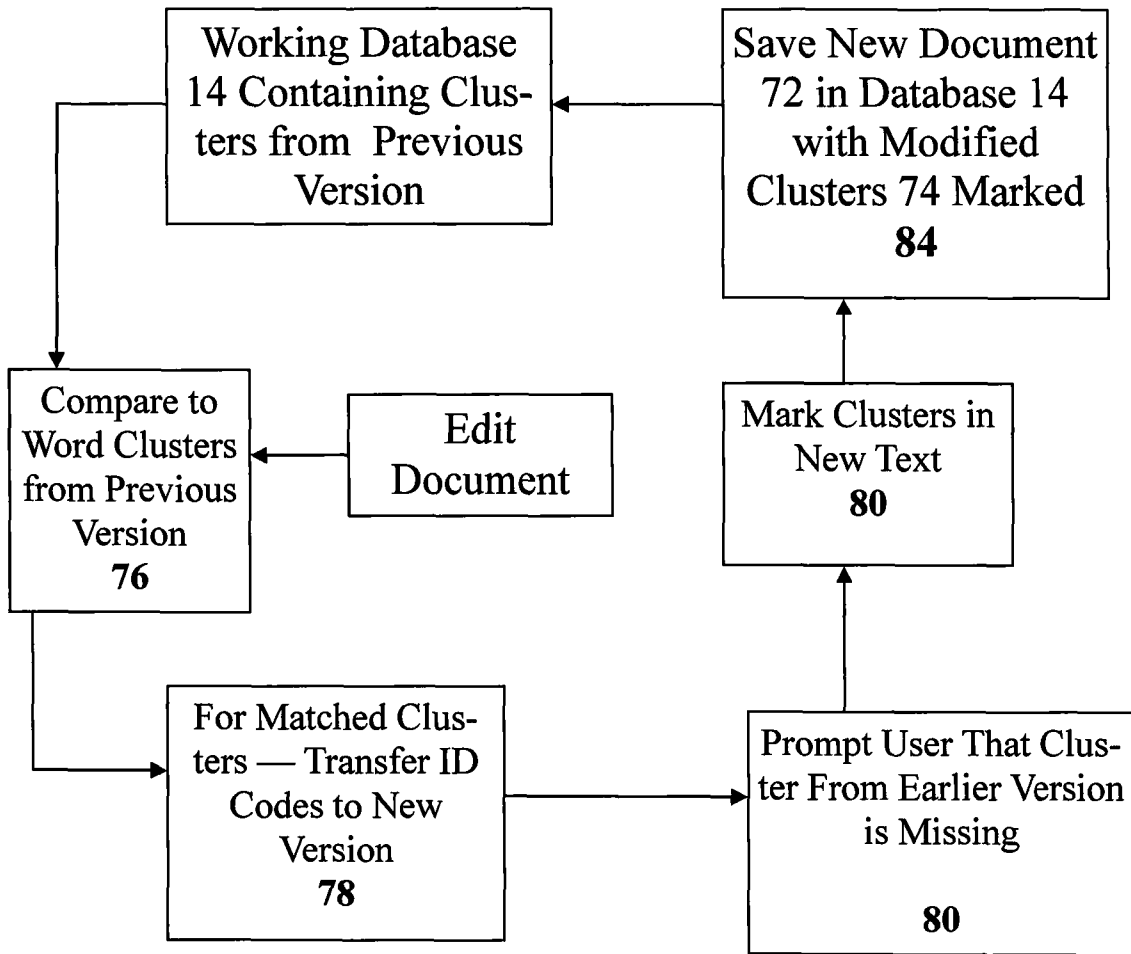 Working Database
14 Containing Clus-
ters from Previous
Version
Save New Document
72 in Database 14
with Modified
Clusters 74 Marked
84
Compare to
Word Clusters
from Previous
Version
76
Edit
Document
Mark Clusters in
New Text
80
For Matched Clus-
ters — Transfer ID
Codes to New
Version
78
Prompt User That Clus-
ter From Earlier Version
is Missing
80